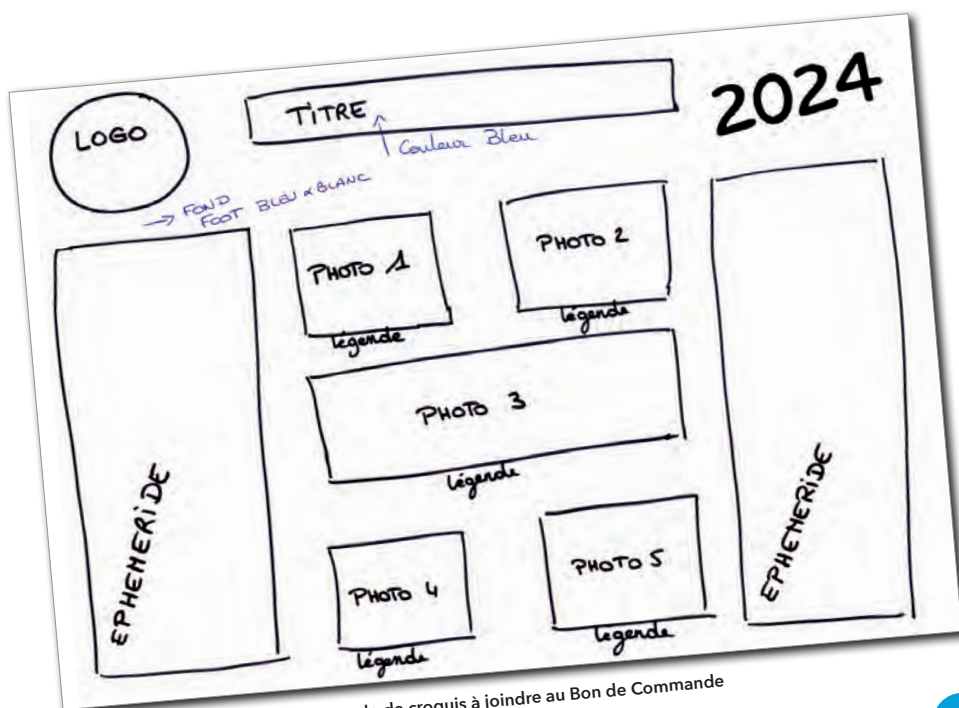 LOGO
TITRE
2024
Couleur Bleu
→ FOND
FOOT BLEU & BLANC
PHOTO 1
légende
PHOTO 2
légende
PHOTO 3
légende
PHOTO 4
légende
PHOTO 5
légende
EPHEMERIDE
EPHEMERIDE
de croquis à joindre au Bon de Commande